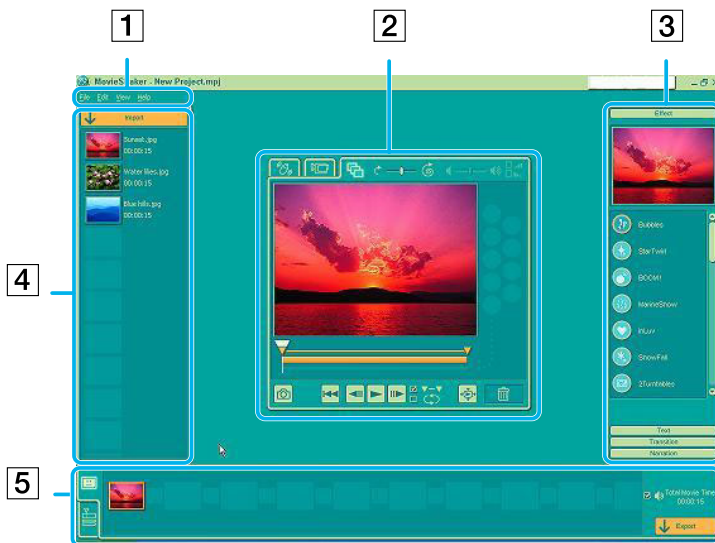 1
2
3
MovieShaker - New Project.mpj
File Edit View Help
Import
Effect
Sunset.jpg
00:00:15
Water lilies.jpg
00:00:15
Blue hills.jpg
00:00:15
Bubbles
StarTwirl
BOOM!!
MarineShow
InLuv
SnowFall
2Turntables
4
Text
Transition
Narration
5
Total Movie Time
00:00:15
Export